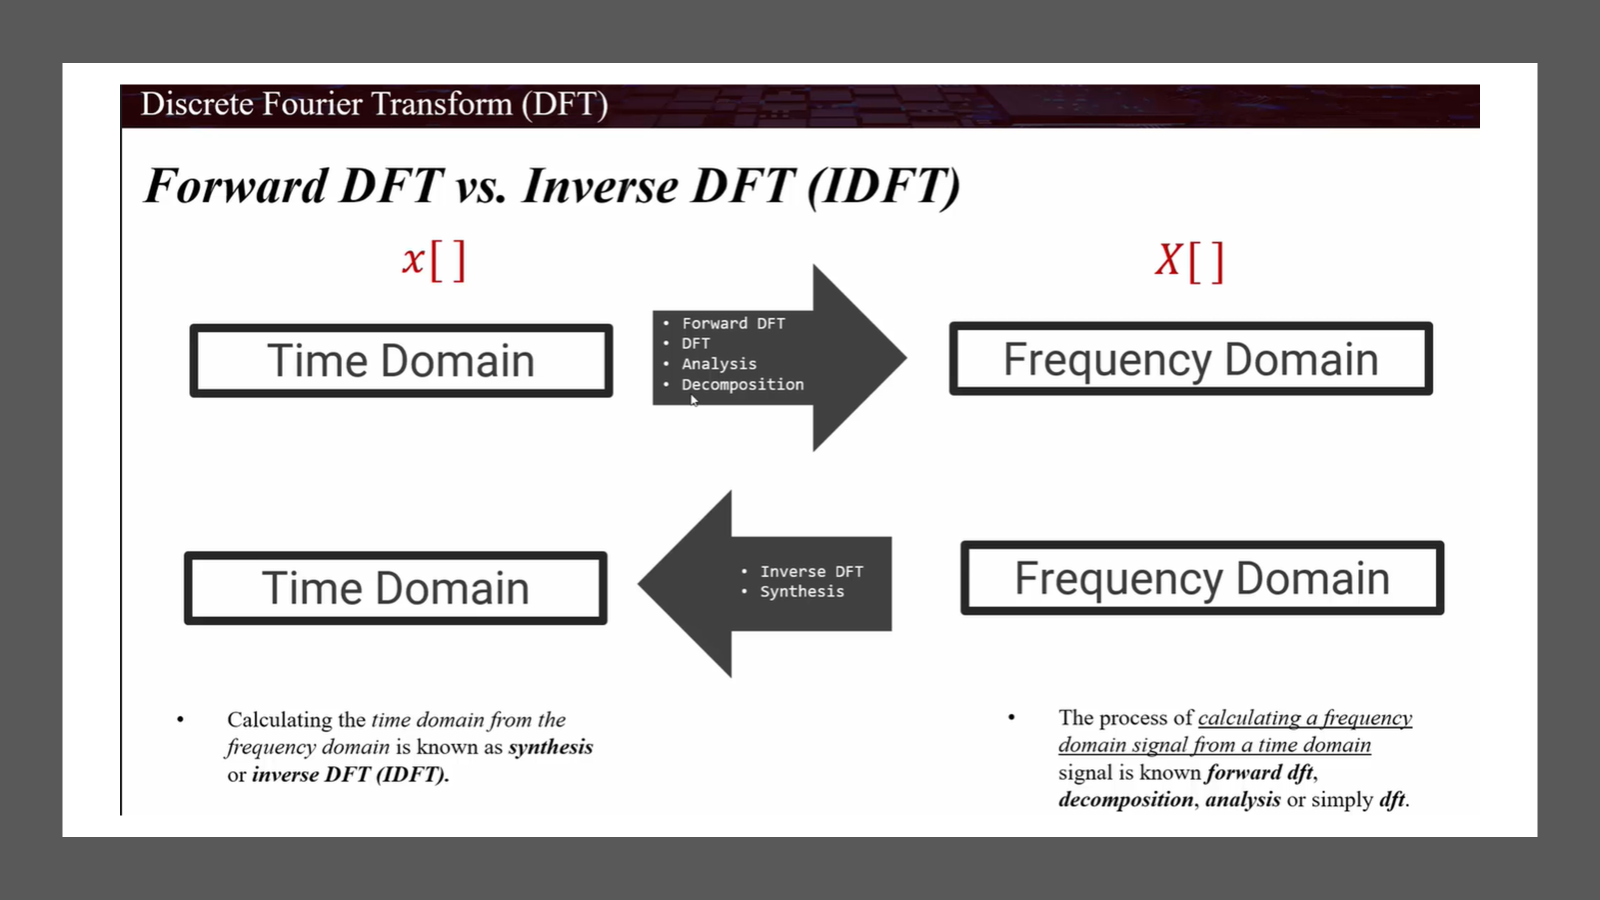 Discrete Fourier Transform (DFT)
Forward DFT vs. Inverse DFT (IDFT)
x[ ]
X[ ]
Time Domain
• Forward DFT
• DFT
• Analysis
• Decomposition
Frequency Domain
Time Domain
• Inverse DFT
• Synthesis
Frequency Domain
• Calculating the time domain from the
frequency domain is known as synthesis
or inverse DFT (IDFT).
• The process of calculating a frequency
domain signal from a time domain
signal is known forward dft,
decomposition, analysis or simply dft.